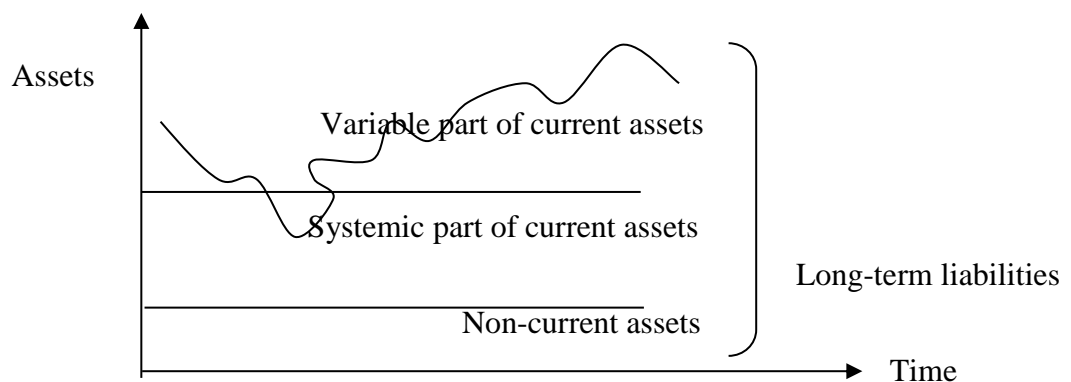 Assets
Variable part of current assets
Systemic part of current assets
Long-term liabilities
Non-current assets
Time